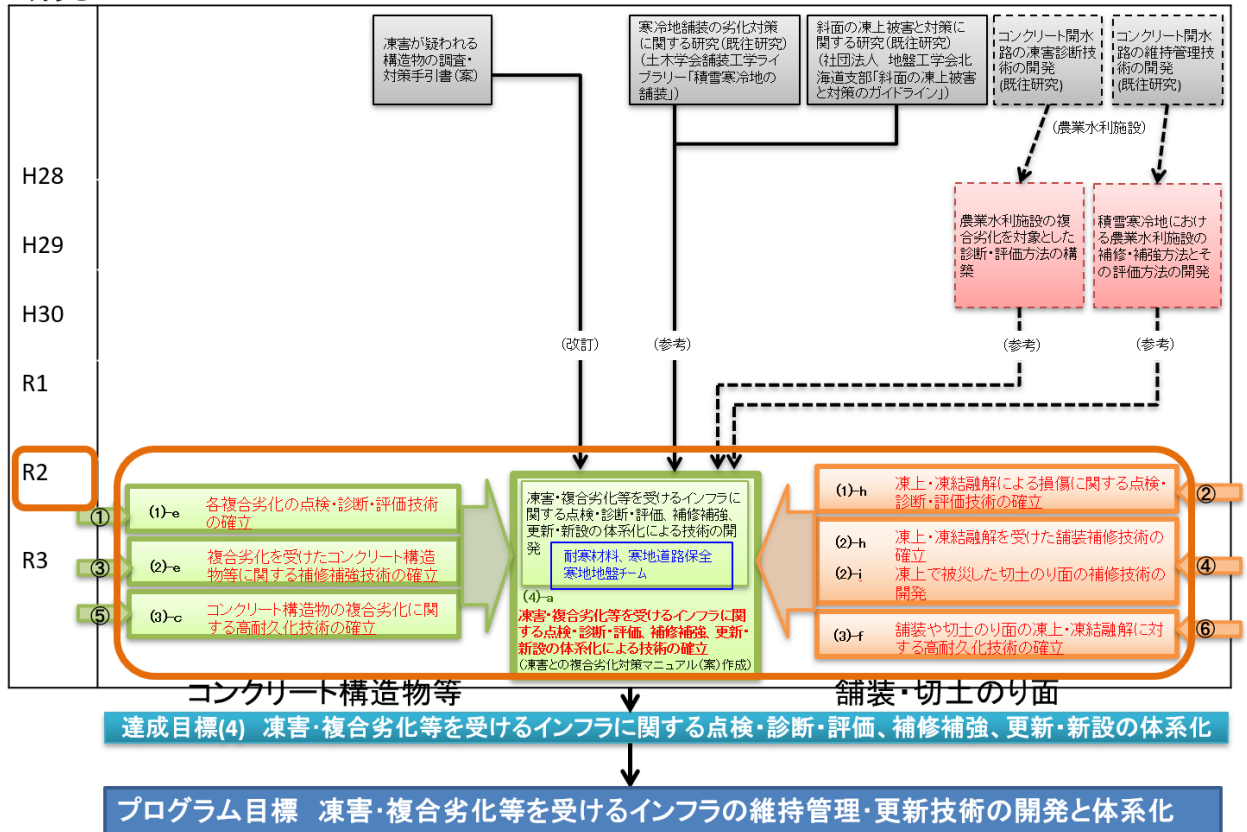 凍害が疑われる
構造物の調査・
対策手引書(案)
寒冷地舗装の劣化対策
に関する研究(既往研究)
(土木学会舗装工学ライ
ブラリー「積雪寒冷地の
舗装」)
斜面の凍上被害と対策に
関する研究(既往研究)
(社団法人 地盤工学会北
海道支部「斜面の凍上被害
と対策のガイドライン」)
コンクリート開水
路の凍害診断技
術の開発
(既往研究)
コンクリート開水
路の維持管理技
術の開発
(既往研究)
(農業水利施設)
H28
H29
H30
R1
R2
R3
農業水利施設の複
合劣化を対象とした
診断・評価方法の構
築
積雪寒冷地におけ
る農業水利施設の
補修・補強方法とそ
の評価方法の開発
(改訂)
(参考)
(参考)
(参考)
①
(1)-e 各複合劣化の点検・診断・評価技術
の確立
③
(2)-e 複合劣化を受けたコンクリート構造
物等に関する補修補強技術の確立
⑤
(3)-c コンクリート構造物の複合劣化に関
する高耐久化技術の確立
凍害・複合劣化等を受けるインフラに
関する点検・診断・評価、補修補強、
更新・新設の体系化による技術の開
発
耐寒材料、寒地道路保全
寒地地盤チーム
(4)-a
凍害・複合劣化等を受けるインフラに関
する点検・診断・評価、補修補強、更新・
新設の体系化による技術の確立
(凍害との複合劣化対策マニュアル(案)作成)
(1)-h 凍上・凍結融解による損傷に関する点検・
診断・評価技術の確立
②
(2)-h 凍上・凍結融解を受けた舗装補修技術の
確立
(2)-i 凍上で被災した切土のり面の補修技術の
開発
④
(3)-f 舗装や切土のり面の凍上・凍結融解に対
する高耐久化技術の確立
⑥
コンクリート構造物等
舗装・切土のり面
達成目標(4) 凍害・複合劣化等を受けるインフラに関する点検・診断・評価、補修補強、更新・新設の体系化
プログラム目標 凍害・複合劣化等を受けるインフラの維持管理・更新技術の開発と体系化